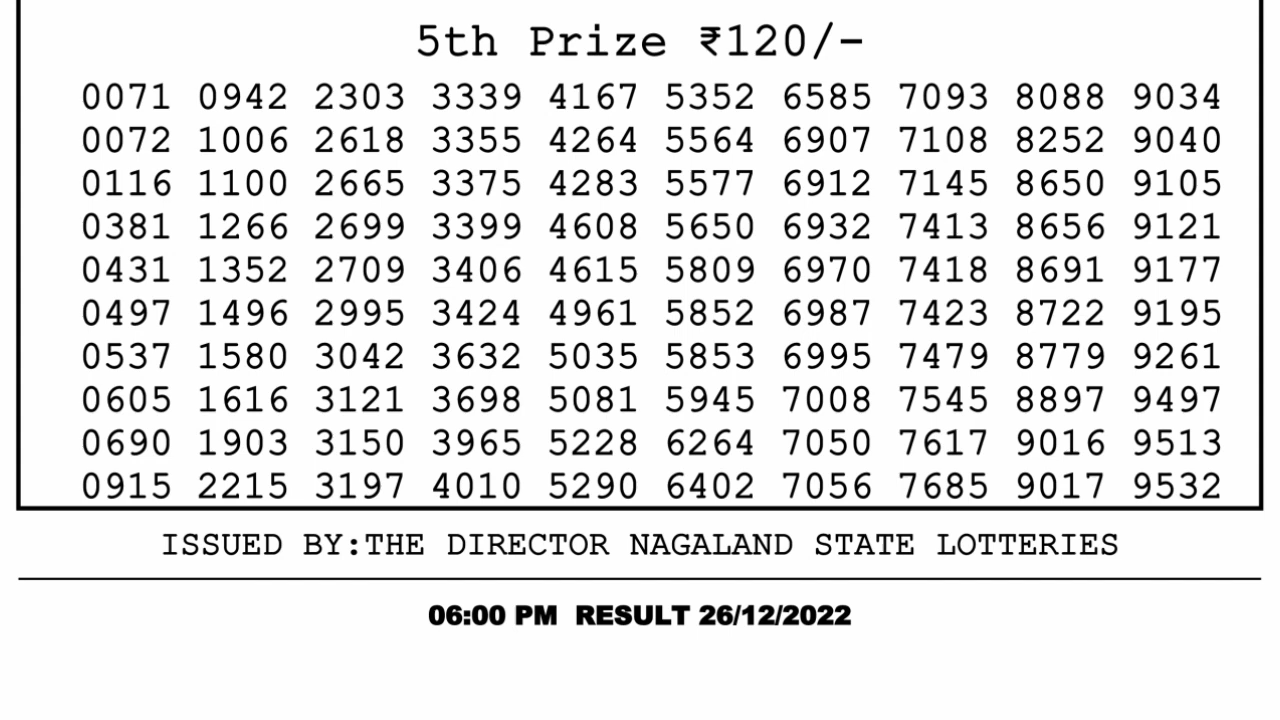 5th Prize ₹120/-
0071 0942 2303 3339 4167 5352 6585 7093 8088 9034
0072 1006 2618 3355 4264 5564 6907 7108 8252 9040
0116 1100 2665 3375 4283 5577 6912 7145 8650 9105
0381 1266 2699 3399 4608 5650 6932 7413 8656 9121
0431 1352 2709 3406 4615 5809 6970 7418 8691 9177
0497 1496 2995 3424 4961 5852 6987 7423 8722 9195
0537 1580 3042 3632 5035 5853 6995 7479 8779 9261
0605 1616 3121 3698 5081 5945 7008 7545 8897 9497
0690 1903 3150 3965 5228 6264 7050 7617 9016 9513
0915 2215 3197 4010 5290 6402 7056 7685 9017 9532
ISSUED BY:THE DIRECTOR NAGALAND STATE LOTTERIES
06:00 PM RESULT 26/12/2022